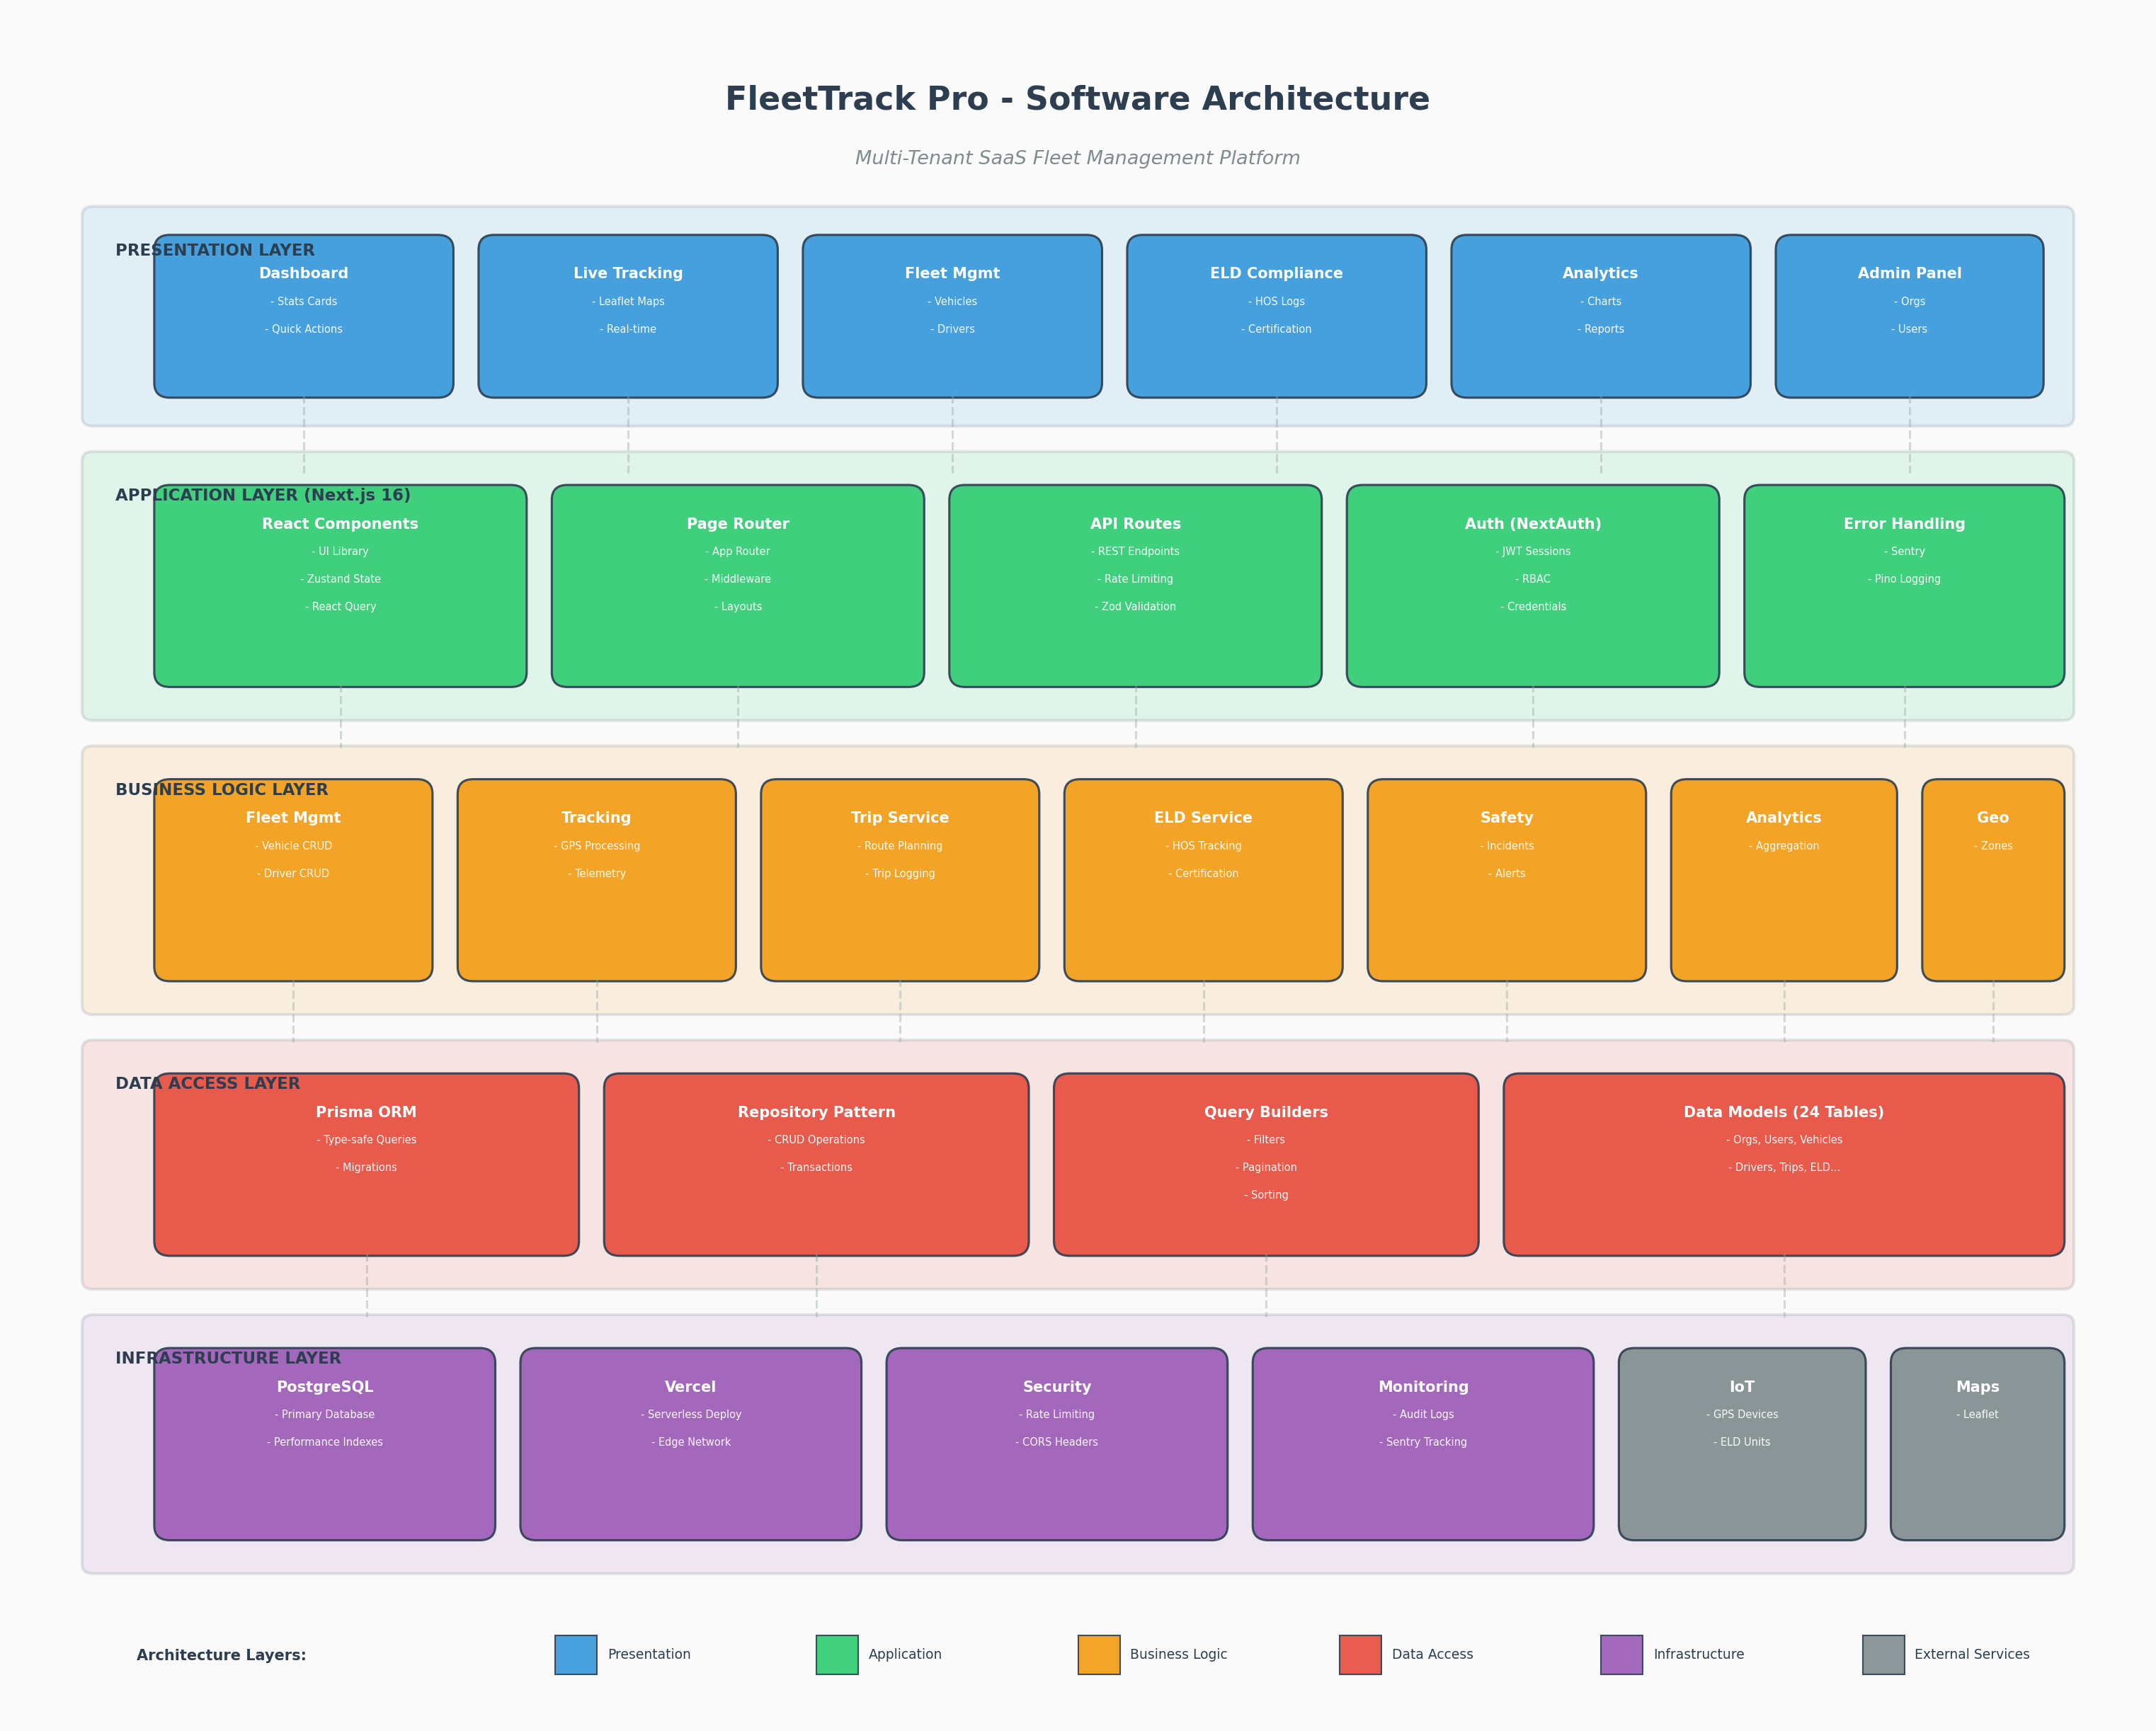 FleetTrack Pro - Software Architecture
Multi-Tenant SaaS Fleet Management Platform
PRESENTATION LAYER
Dashboard
- Stats Cards
- Quick Actions
Live Tracking
- Leaflet Maps
- Real-time
Fleet Mgmt
- Vehicles
- Drivers
ELD Compliance
- HOS Logs
- Certification
Analytics
- Charts
- Reports
Admin Panel
- Orgs
- Users
APPLICATION LAYER (Next.js 16)
React Components
- UI Library
- Zustand State
- React Query
Page Router
- App Router
- Middleware
- Layouts
API Routes
- REST Endpoints
- Rate Limiting
- Zod Validation
Auth (NextAuth)
- JWT Sessions
- RBAC
- Credentials
Error Handling
- Sentry
- Pino Logging
BUSINESS LOGIC LAYER
Fleet Mgmt
- Vehicle CRUD
- Driver CRUD
Tracking
- GPS Processing
- Telemetry
Trip Service
- Route Planning
- Trip Logging
ELD Service
- HOS Tracking
- Certification
Safety
- Incidents
- Alerts
Analytics
- Aggregation
Geo
- Zones
DATA ACCESS LAYER
Prisma ORM
- Type-safe Queries
- Migrations
Repository Pattern
- CRUD Operations
- Transactions
Query Builders
- Filters
- Pagination
- Sorting
Data Models (24 Tables)
- Orgs, Users, Vehicles
- Drivers, Trips, ELD...
INFRASTRUCTURE LAYER
PostgreSQL
- Primary Database
- Performance Indexes
Vercel
- Serverless Deploy
- Edge Network
Security
- Rate Limiting
- CORS Headers
Monitoring
- Audit Logs
- Sentry Tracking
IoT
- GPS Devices
- ELD Units
Maps
- Leaflet
Architecture Layers:
Presentation
Application
Business Logic
Data Access
Infrastructure
External Services